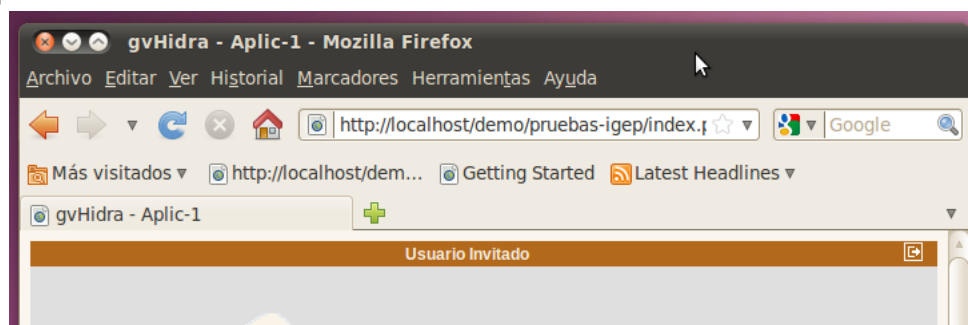 gvHidra - Aplic-1 - Mozilla Firefox
Archivo Editar Ver Historial Marcadores Herramientas Ayuda
http://localhost/demo/pruebas-igep/index.p Google
Más visitados http://localhost/dem... Getting Started Latest Headlines
gvHidra - Aplic-1
Usuario Invitado